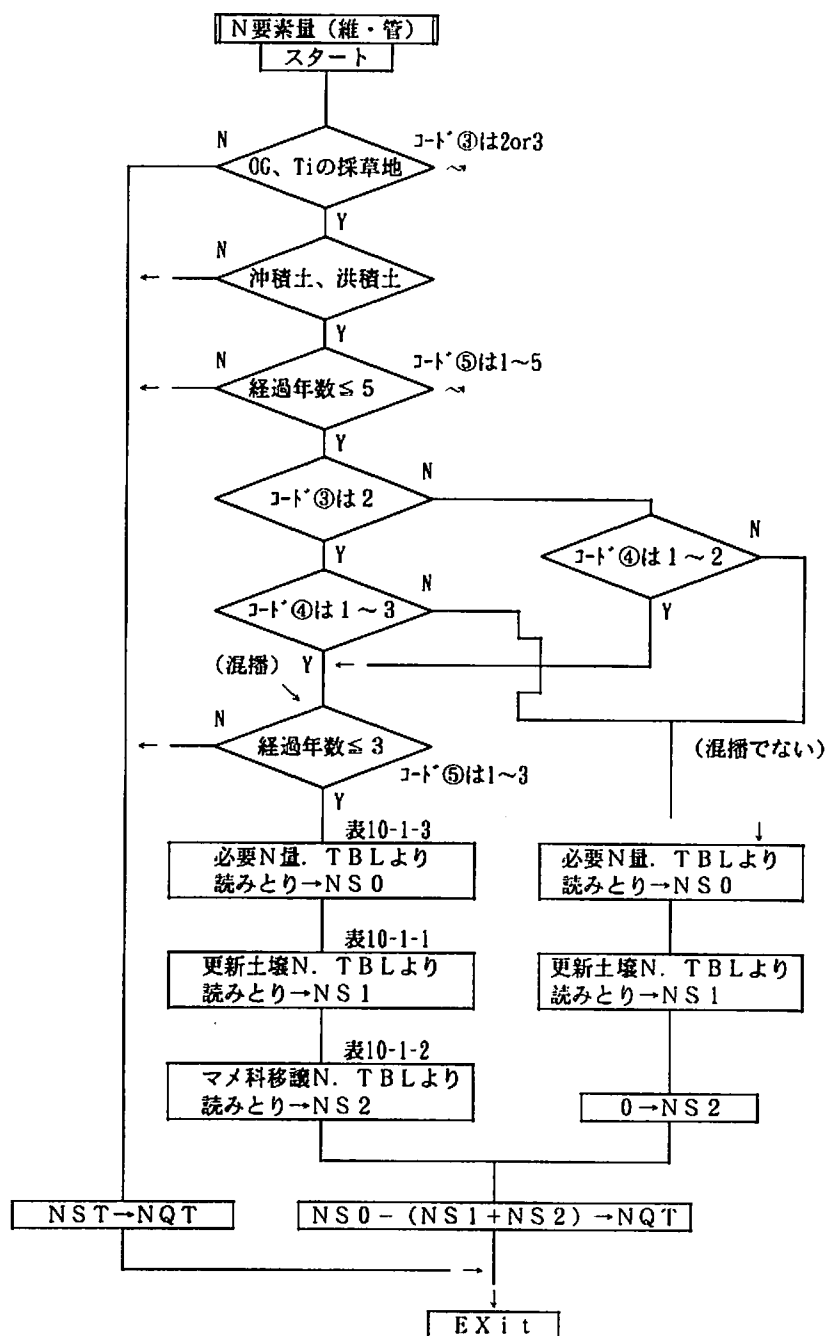 N要素量（維・管）
スタート
N
コード③は2or3
OG、Tiの採草地
Y
N
沖積土、洪積土
Y
N
コード⑤は1～5
経過年数≦5
Y
N
コード③は2
N
Y
コード④は1～2
N
コード④は1～3
Y
（混播）
Y
N
経過年数≦3
（混播でない）
コード⑤は1～3
Y
表10-1-3
必要N量．TBLより
読みとり→NS0
必要N量．TBLより
読みとり→NS0
表10-1-1
更新土壌N．TBLより
読みとり→NS1
更新土壌N．TBLより
読みとり→NS1
表10-1-2
マメ科移譲N．TBLより
読みとり→NS2
0→NS2
NST→NQT
NS0－（NS1+NS2）→NQT
EXit